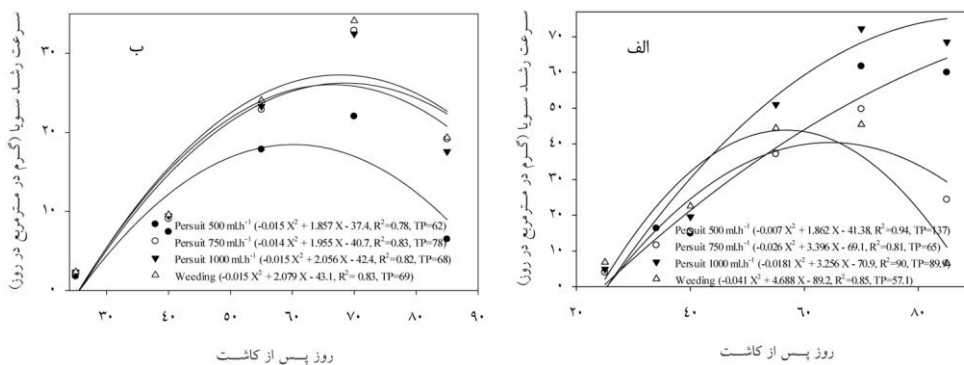 ب
سرعت رشد سویا (گرم در مترمربع در روز)
۳۰
۲۰
۱۰
۰
● Persuit 500 ml.h⁻¹ (-0.015 X² + 1.857 X - 37.4, R²=0.78, TP=62)
○ Persuit 750 ml.h⁻¹ (-0.014 X² + 1.955 X - 40.7, R²=0.83, TP=78)
▼ Persuit 1000 ml.h⁻¹ (-0.015 X² + 2.056 X - 42.4, R²=0.82, TP=68)
△ Weeding (-0.015 X² + 2.079 X - 43.1, R²= 0.83, TP=69)
۳۰ ۴۰ ۵۰ ۶۰ ۷۰ ۸۰ ۹۰
روز پس از کاشت
الف
سرعت رشد سویا (گرم در مترمربع در روز)
۷۰
۶۰
۵۰
۴۰
۳۰
۲۰
۱۰
۰
● Persuit 500 ml.h⁻¹ (-0.007 X² + 1.862 X - 41.38, R²=0.94, TP=137)
○ Persuit 750 ml.h⁻¹ (-0.026 X² + 3.396 X - 69.1, R²=0.81, TP=65)
▼ Persuit 1000 ml.h⁻¹ (-0.0181 X² + 3.256 X - 70.9, R²=90, TP=89.9)
△ Weeding (-0.041 X² + 4.688 X - 89.2, R²=0.85, TP=57.1)
۲۰ ۴۰ ۶۰ ۸۰
روز پس از کاشت